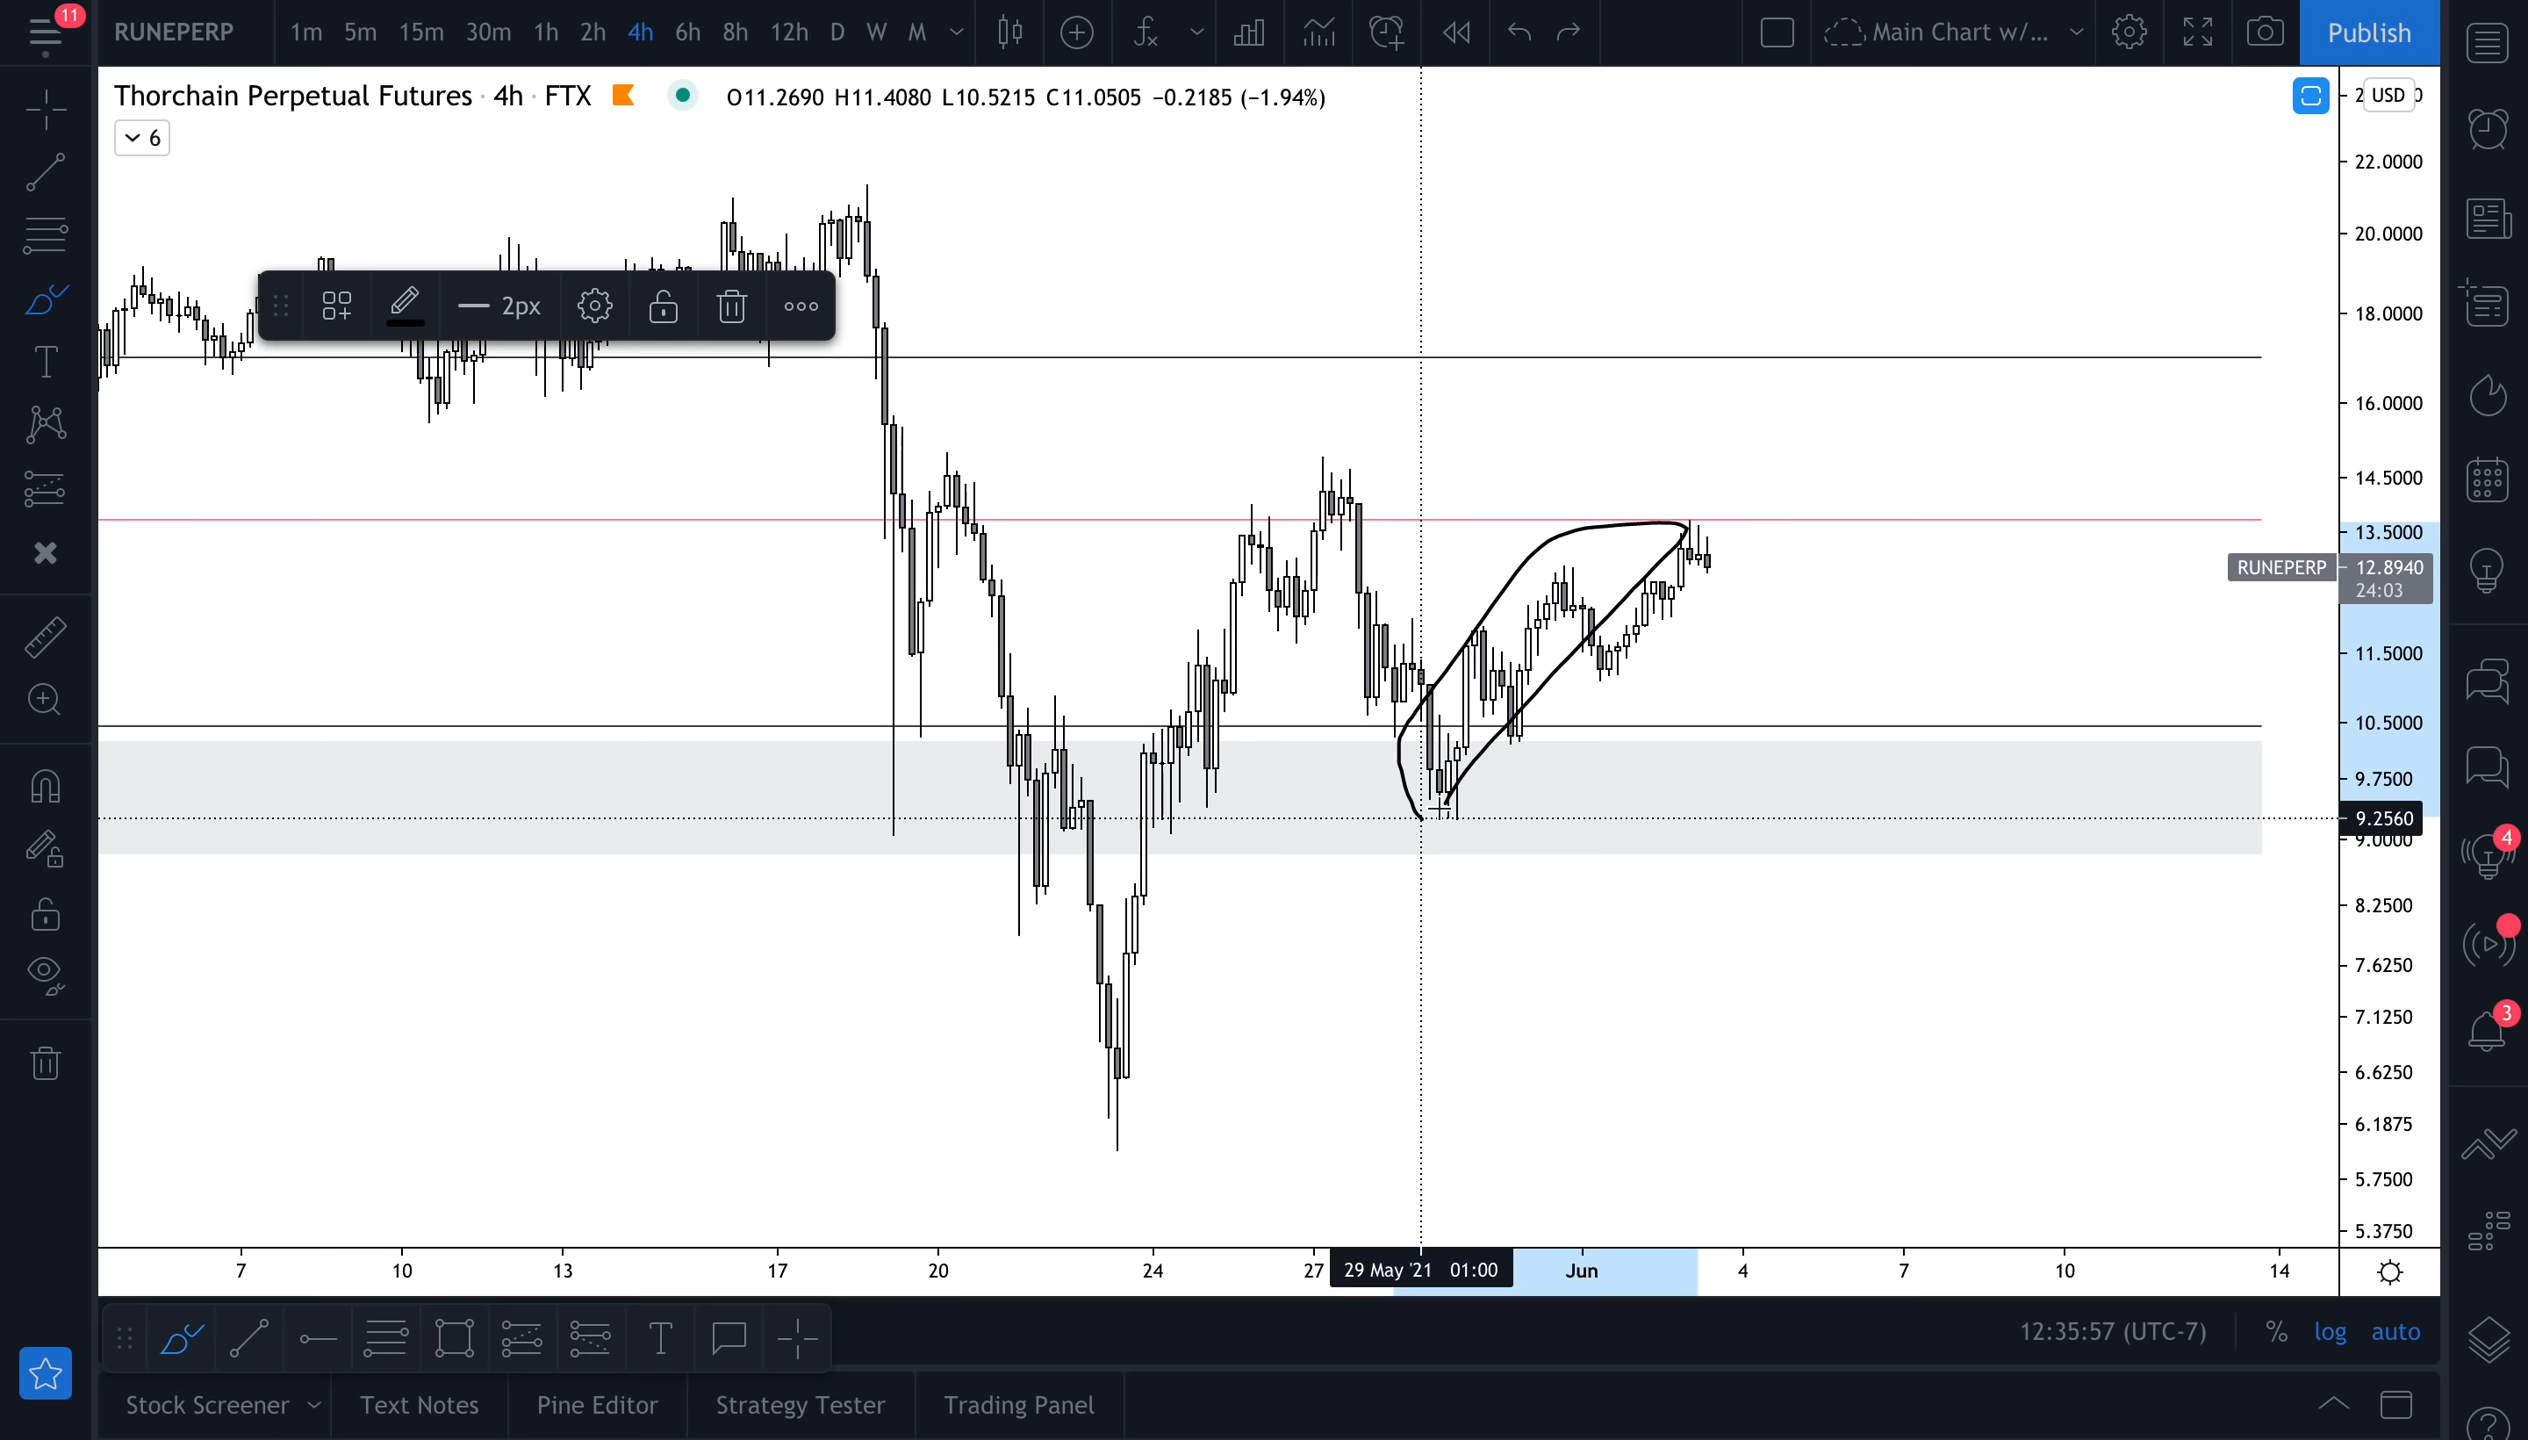 11
RUNEPERP
1m 5m 15m 30m 1h 2h 4h 6h 8h 12h D W M
Main Chart w/...
Publish
Thorchain Perpetual Futures · 4h · FTX
O11.2690 H11.4080 L10.5215 C11.0505 −0.2185 (−1.94%)
USD
6
22.0000
20.0000
2px
18.0000
16.0000
14.5000
13.5000
RUNEPERP
12.8940
24:03
11.5000
10.5000
9.7500
9.2560
9.0000
4
8.2500
7.6250
3
7.1250
6.6250
6.1875
5.7500
5.3750
7 10 13 17 20 24 27 29 May '21 01:00 Jun 4 7 10 14
12:35:57 (UTC-7)
% log auto
Stock Screener
Text Notes
Pine Editor
Strategy Tester
Trading Panel